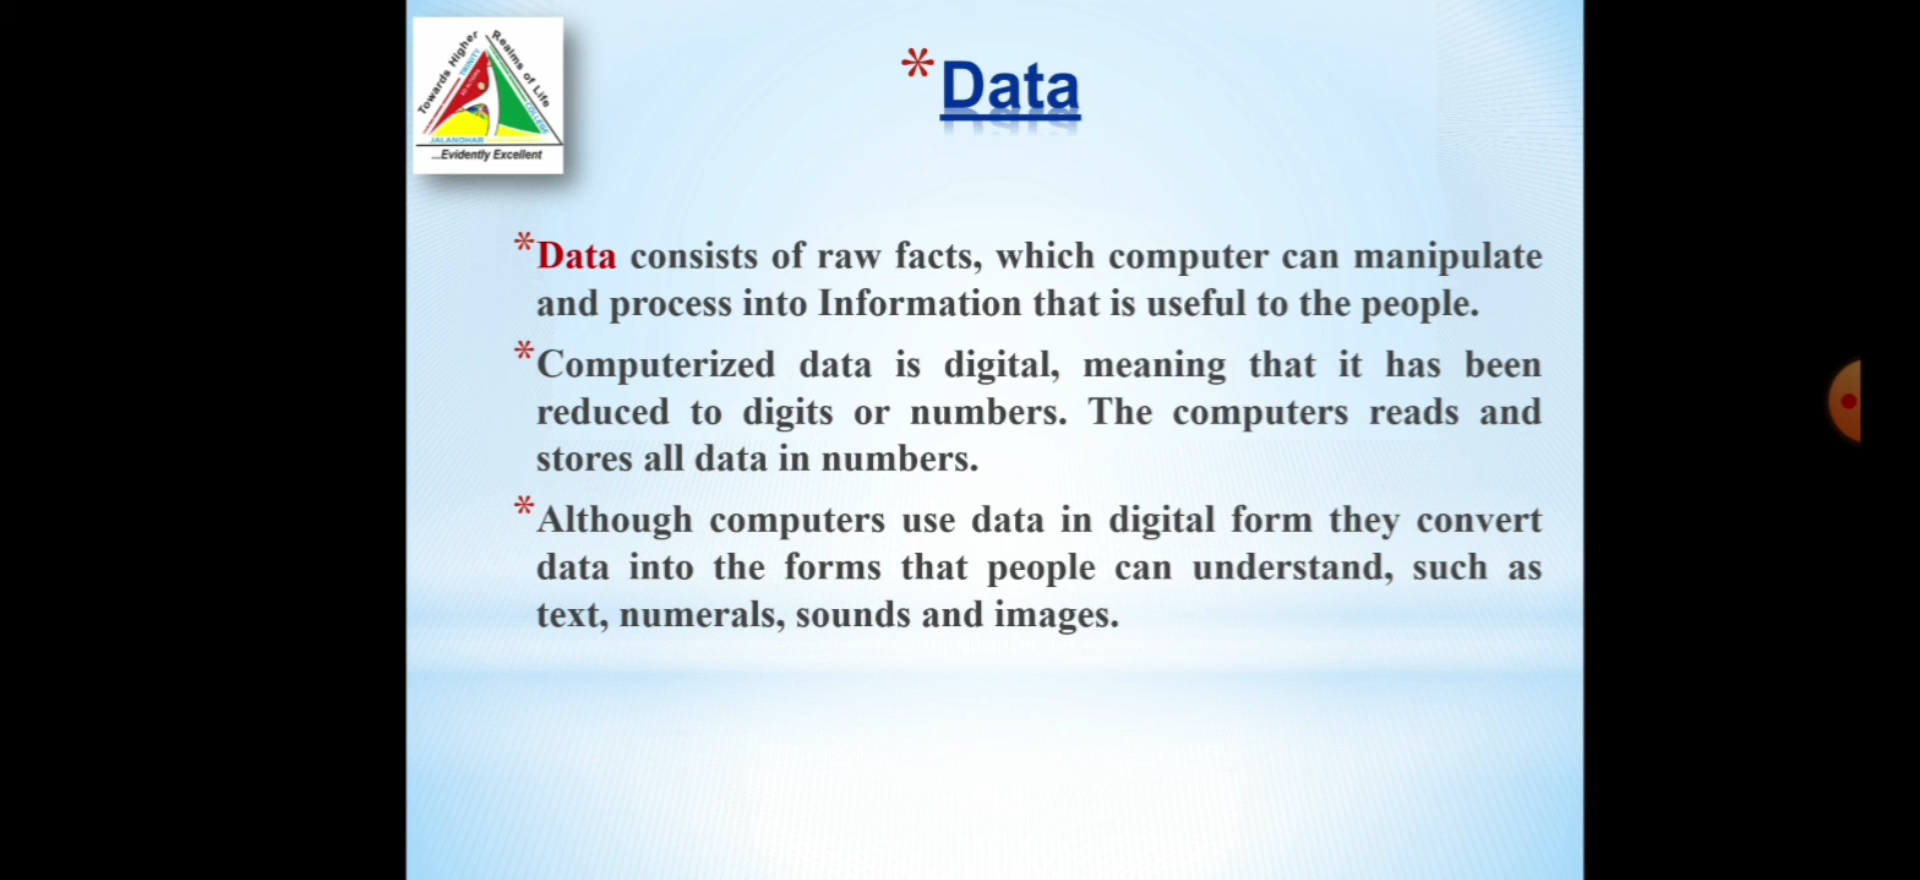 Towards Higher
Realms of Life
TRINITY
COLLEGE
JALANDHAR
...Evidently Excellent
*Data
*Data consists of raw facts, which computer can manipulate
and process into Information that is useful to the people.
*Computerized data is digital, meaning that it has been
reduced to digits or numbers. The computers reads and
stores all data in numbers.
*Although computers use data in digital form they convert
data into the forms that people can understand, such as
text, numerals, sounds and images.